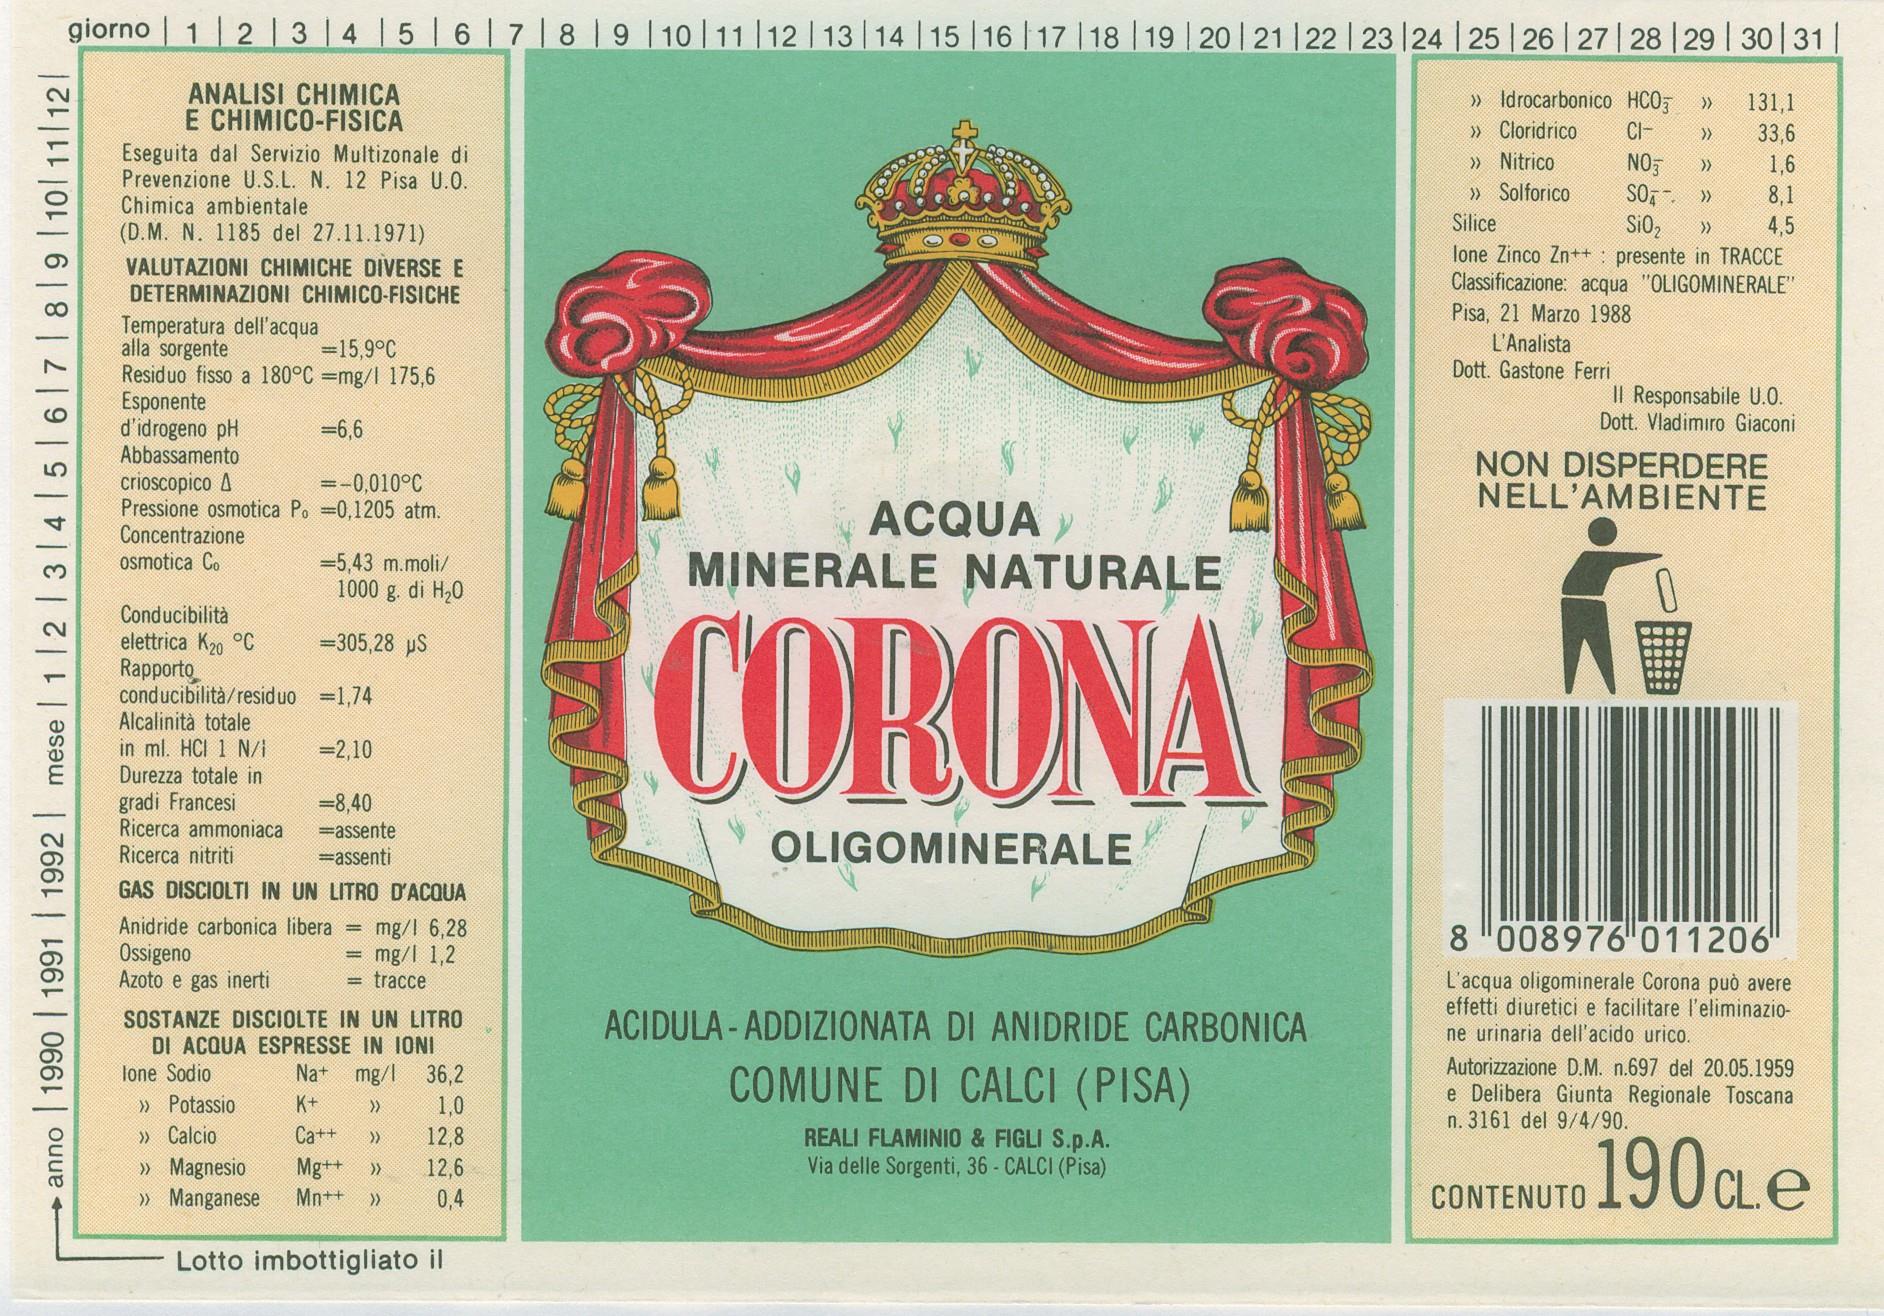 giorno | 1 | 2 | 3 | 4 | 5 | 6 | 7 | 8 | 9 | 10 | 11 | 12 | 13 | 14 | 15 | 16 | 17 | 18 | 19 | 20 | 21 | 22 | 23 | 24 | 25 | 26 | 27 | 28 | 29 | 30 | 31 |
anno | 1990 | 1991 | 1992 | mese | 1 | 2 | 3 | 4 | 5 | 6 | 7 | 8 | 9 | 10 | 11 | 12 |
ANALISI CHIMICA
E CHIMICO-FISICA
Eseguita dal Servizio Multizonale di
Prevenzione U.S.L. N. 12 Pisa U.O.
Chimica ambientale
(D.M. N. 1185 del 27.11.1971)
VALUTAZIONI CHIMICHE DIVERSE E
DETERMINAZIONI CHIMICO-FISICHE
Temperatura dell'acqua
alla sorgente =15,9°C
Residuo fisso a 180°C =mg/l 175,6
Esponente
d'idrogeno pH =6,6
Abbassamento
crioscopico Δ =-0,010°C
Pressione osmotica P₀ =0,1205 atm.
Concentrazione
osmotica C₀ =5,43 m.moli/
1000 g. di H₂O
Conducibilità
elettrica K₂₀ °C =305,28 µS
Rapporto
conducibilità/residuo =1,74
Alcalinità totale
in ml. HCl 1 N/i =2,10
Durezza totale in
gradi Francesi =8,40
Ricerca ammoniaca =assente
Ricerca nitriti =assenti
GAS DISCIOLTI IN UN LITRO D'ACQUA
Anidride carbonica libera = mg/l 6,28
Ossigeno = mg/l 1,2
Azoto e gas inerti = tracce
SOSTANZE DISCIOLTE IN UN LITRO
DI ACQUA ESPRESSE IN IONI
Ione Sodio Na⁺ mg/l 36,2
» Potassio K⁺ » 1,0
» Calcio Ca⁺⁺ » 12,8
» Magnesio Mg⁺⁺ » 12,6
» Manganese Mn⁺⁺ » 0,4
Lotto imbottigliato il
ACQUA
MINERALE NATURALE
CORONA
OLIGOMINERALE
ACIDULA-ADDIZIONATA DI ANIDRIDE CARBONICA
COMUNE DI CALCI (PISA)
REALI FLAMINIO & FIGLI S.p.A.
Via delle Sorgenti, 36 - CALCI (Pisa)
» Idrocarbonico HCO₃⁻ » 131,1
» Cloridrico Cl⁻ » 33,6
» Nitrico NO₃⁻ » 1,6
» Solforico SO₄⁻⁻. » 8,1
Silice SiO₂ » 4,5
Ione Zinco Zn⁺⁺ : presente in TRACCE
Classificazione: acqua "OLIGOMINERALE"
Pisa, 21 Marzo 1988
L'Analista
Dott. Gastone Ferri
Il Responsabile U.O.
Dott. Vladimiro Giaconi
NON DISPERDERE
NELL'AMBIENTE
8 008976 011206
L'acqua oligominerale Corona può avere
effetti diuretici e facilitare l'eliminazio-
ne urinaria dell'acido urico.
Autorizzazione D.M. n.697 del 20.05.1959
e Delibera Giunta Regionale Toscana
n. 3161 del 9/4/90.
CONTENUTO 190 CL. e